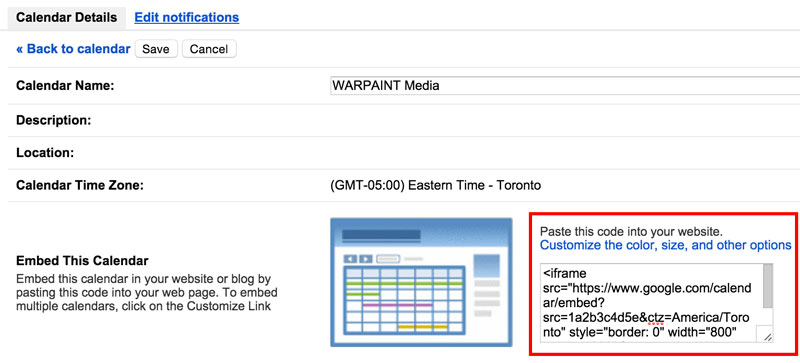 Calendar Details Edit notifications
« Back to calendar Save Cancel
Calendar Name: WARPAINT Media
Description:
Location:
Calendar Time Zone: (GMT-05:00) Eastern Time - Toronto
Embed This Calendar
Embed this calendar in your website or blog by
pasting this code into your web page. To embed
multiple calendars, click on the Customize Link
Paste this code into your website.
Customize the color, size, and other options
<iframe
src="https://www.google.com/calend
ar/embed?
src=1a2b3c4d5e&ctz=America/Toro
nto" style="border: 0" width="800"